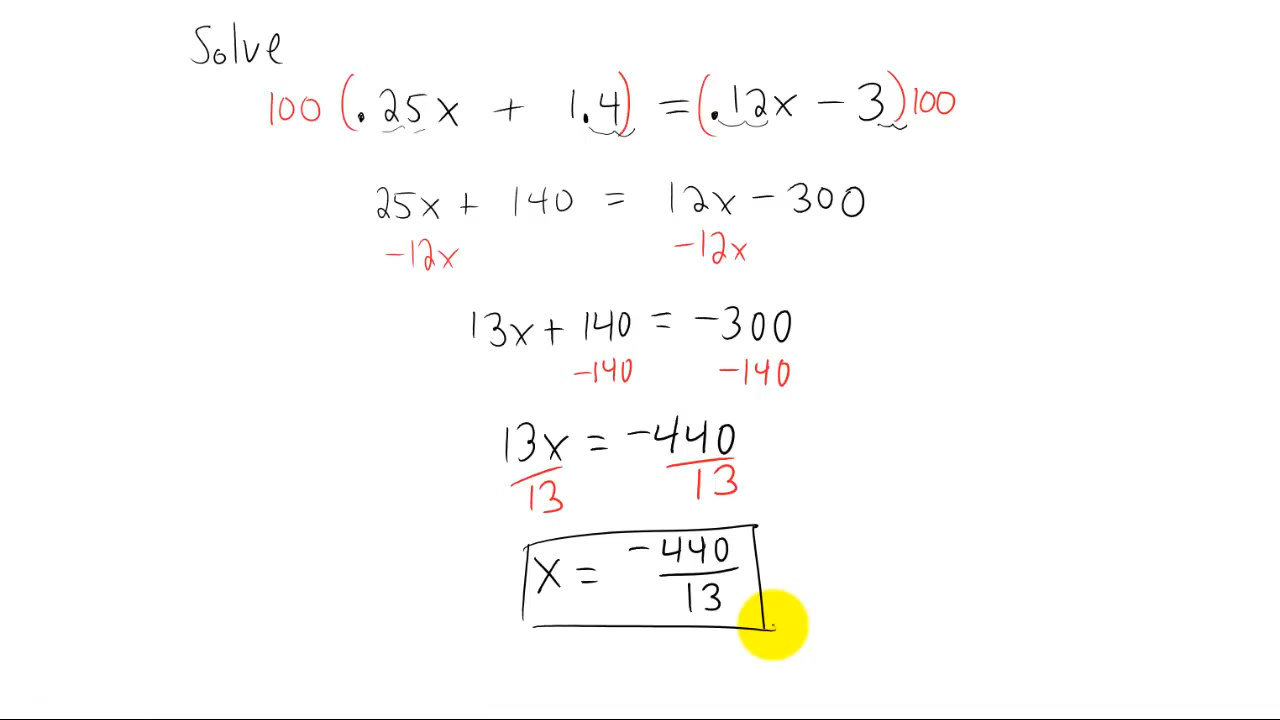 Solve
100 (.25x + 1.4) = (.12x - 3)100
25x + 140 = 12x - 300
-12x -12x
13x + 140 = -300
-140 -140
13x = -440
13 13
x = -440
13